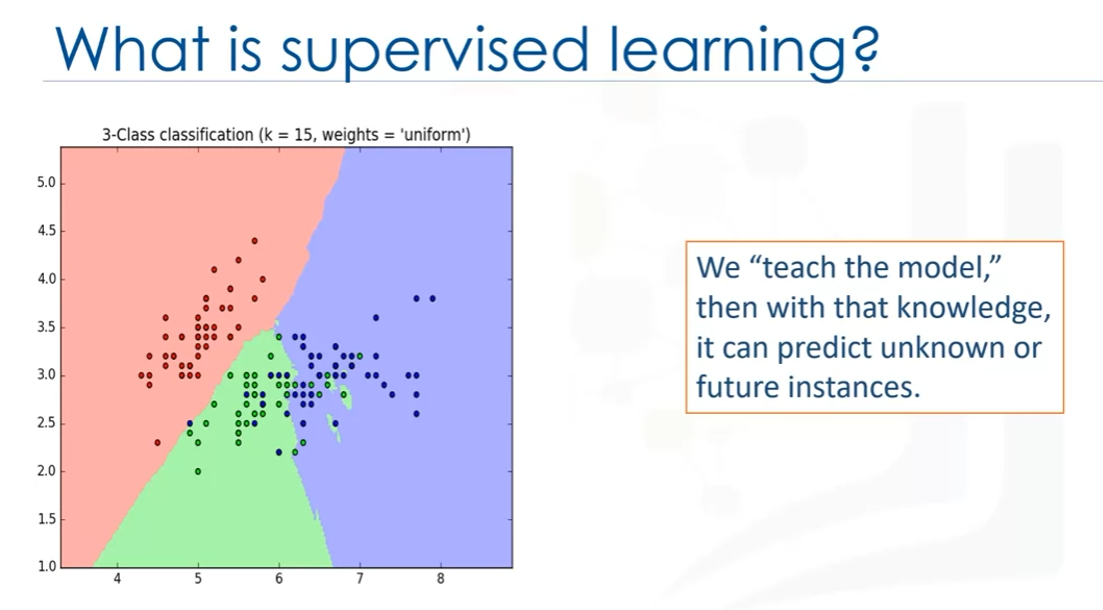 What is supervised learning?
3-Class classification (k = 15, weights = 'uniform')
5.0
4.5
4.0
3.5
3.0
2.5
2.0
1.5
1.0
4 5 6 7 8
We “teach the model,”
then with that knowledge,
it can predict unknown or
future instances.